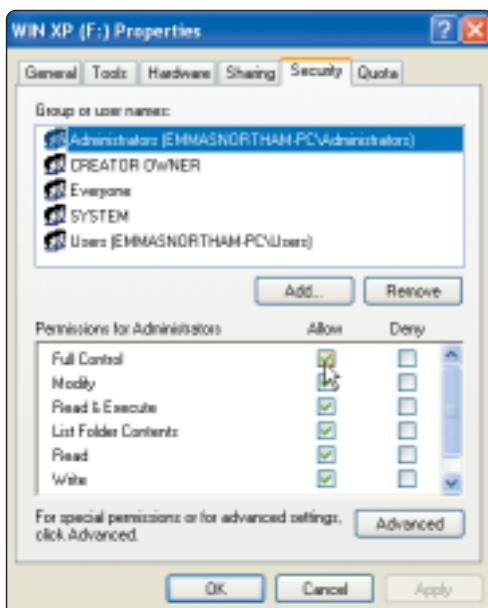 WIN XP (F:) Properties
General Tools Hardware Sharing Security Quota
Group or user names:
Administrators (EMMASNORTHAM-PC\Administrators)
CREATOR OWNER
Everyone
SYSTEM
Users (EMMASNORTHAM-PC\Users)
Add... Remove
Permissions for Administrators Allow Deny
Full Control
Modify
Read & Execute
List Folder Contents
Read
Write
For special permissions or for advanced settings,
click Advanced.
Advanced
OK Cancel Apply